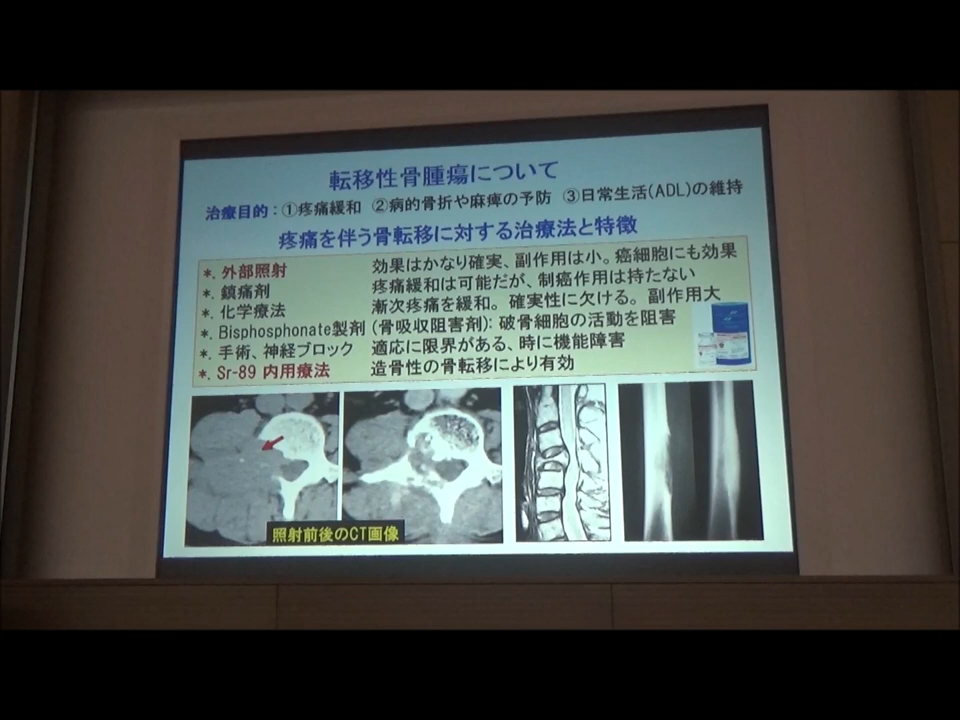 転移性骨腫瘍について
治療目的：①疼痛緩和 ②病的骨折や麻痺の予防 ③日常生活(ADL)の維持
疼痛を伴う骨転移に対する治療法と特徴
*. 外部照射 効果はかなり確実、副作用は小。癌細胞にも効果
*. 鎮痛剤 疼痛緩和は可能だが、制癌作用は持たない
*. 化学療法 漸次疼痛を緩和。確実性に欠ける。副作用大
*. Bisphosphonate製剤 (骨吸収阻害剤): 破骨細胞の活動を阻害
*. 手術、神経ブロック 適応に限界がある、時に機能障害
*. Sr-89 内用療法 造骨性の骨転移により有効
照射前後のCT画像